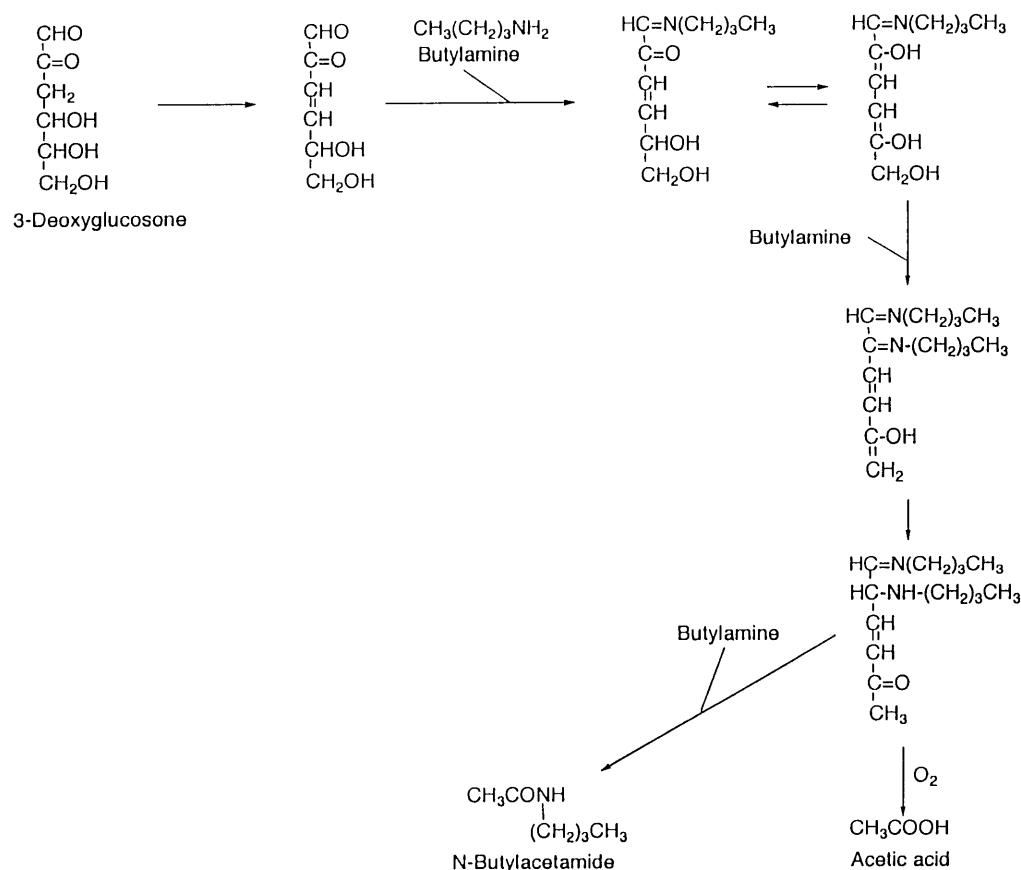 CHO
C=O
CH₂
CHOH
CHOH
CH₂OH
3-Deoxyglucosone
CHO
C=O
CH
CH
CHOH
CH₂OH
CH₃(CH₂)₃NH₂
Butylamine
HC=N(CH₂)₃CH₃
C=O
CH
CH
CHOH
CH₂OH
HC=N(CH₂)₃CH₃
C-OH
CH
CH
C-OH
CH₂OH
Butylamine
HC=N(CH₂)₃CH₃
C=N-(CH₂)₃CH₃
CH
CH
C-OH
CH₂
HC=N(CH₂)₃CH₃
HC-NH-(CH₂)₃CH₃
CH
CH
C=O
CH₃
Butylamine
O₂
CH₃CONH
(CH₂)₃CH₃
N-Butylacetamide
CH₃COOH
Acetic acid